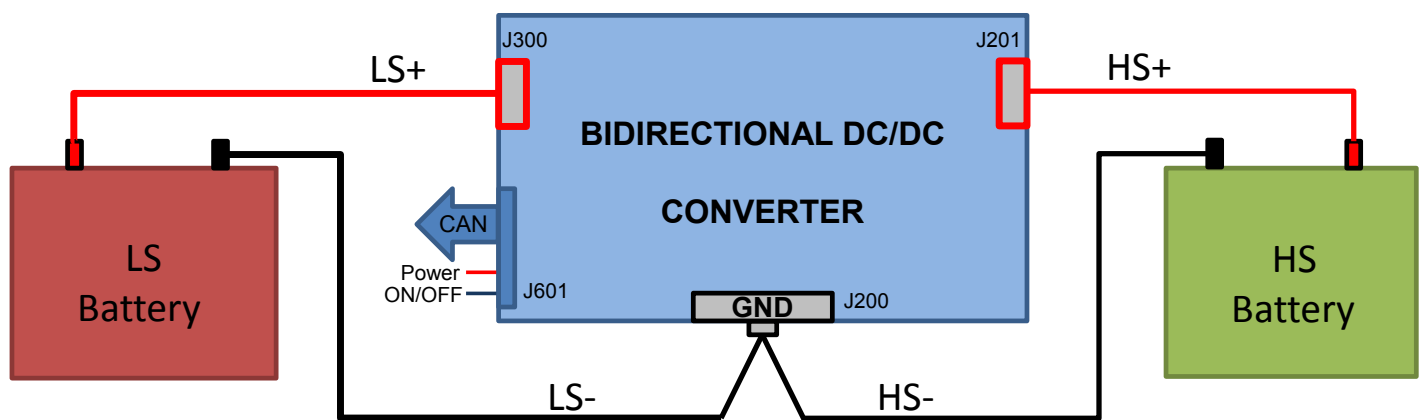 J300
J201
LS+
HS+
BIDIRECTIONAL DC/DC
CONVERTER
CAN
Power
ON/OFF
J601
GND
J200
LS
Battery
HS
Battery
LS-
HS-